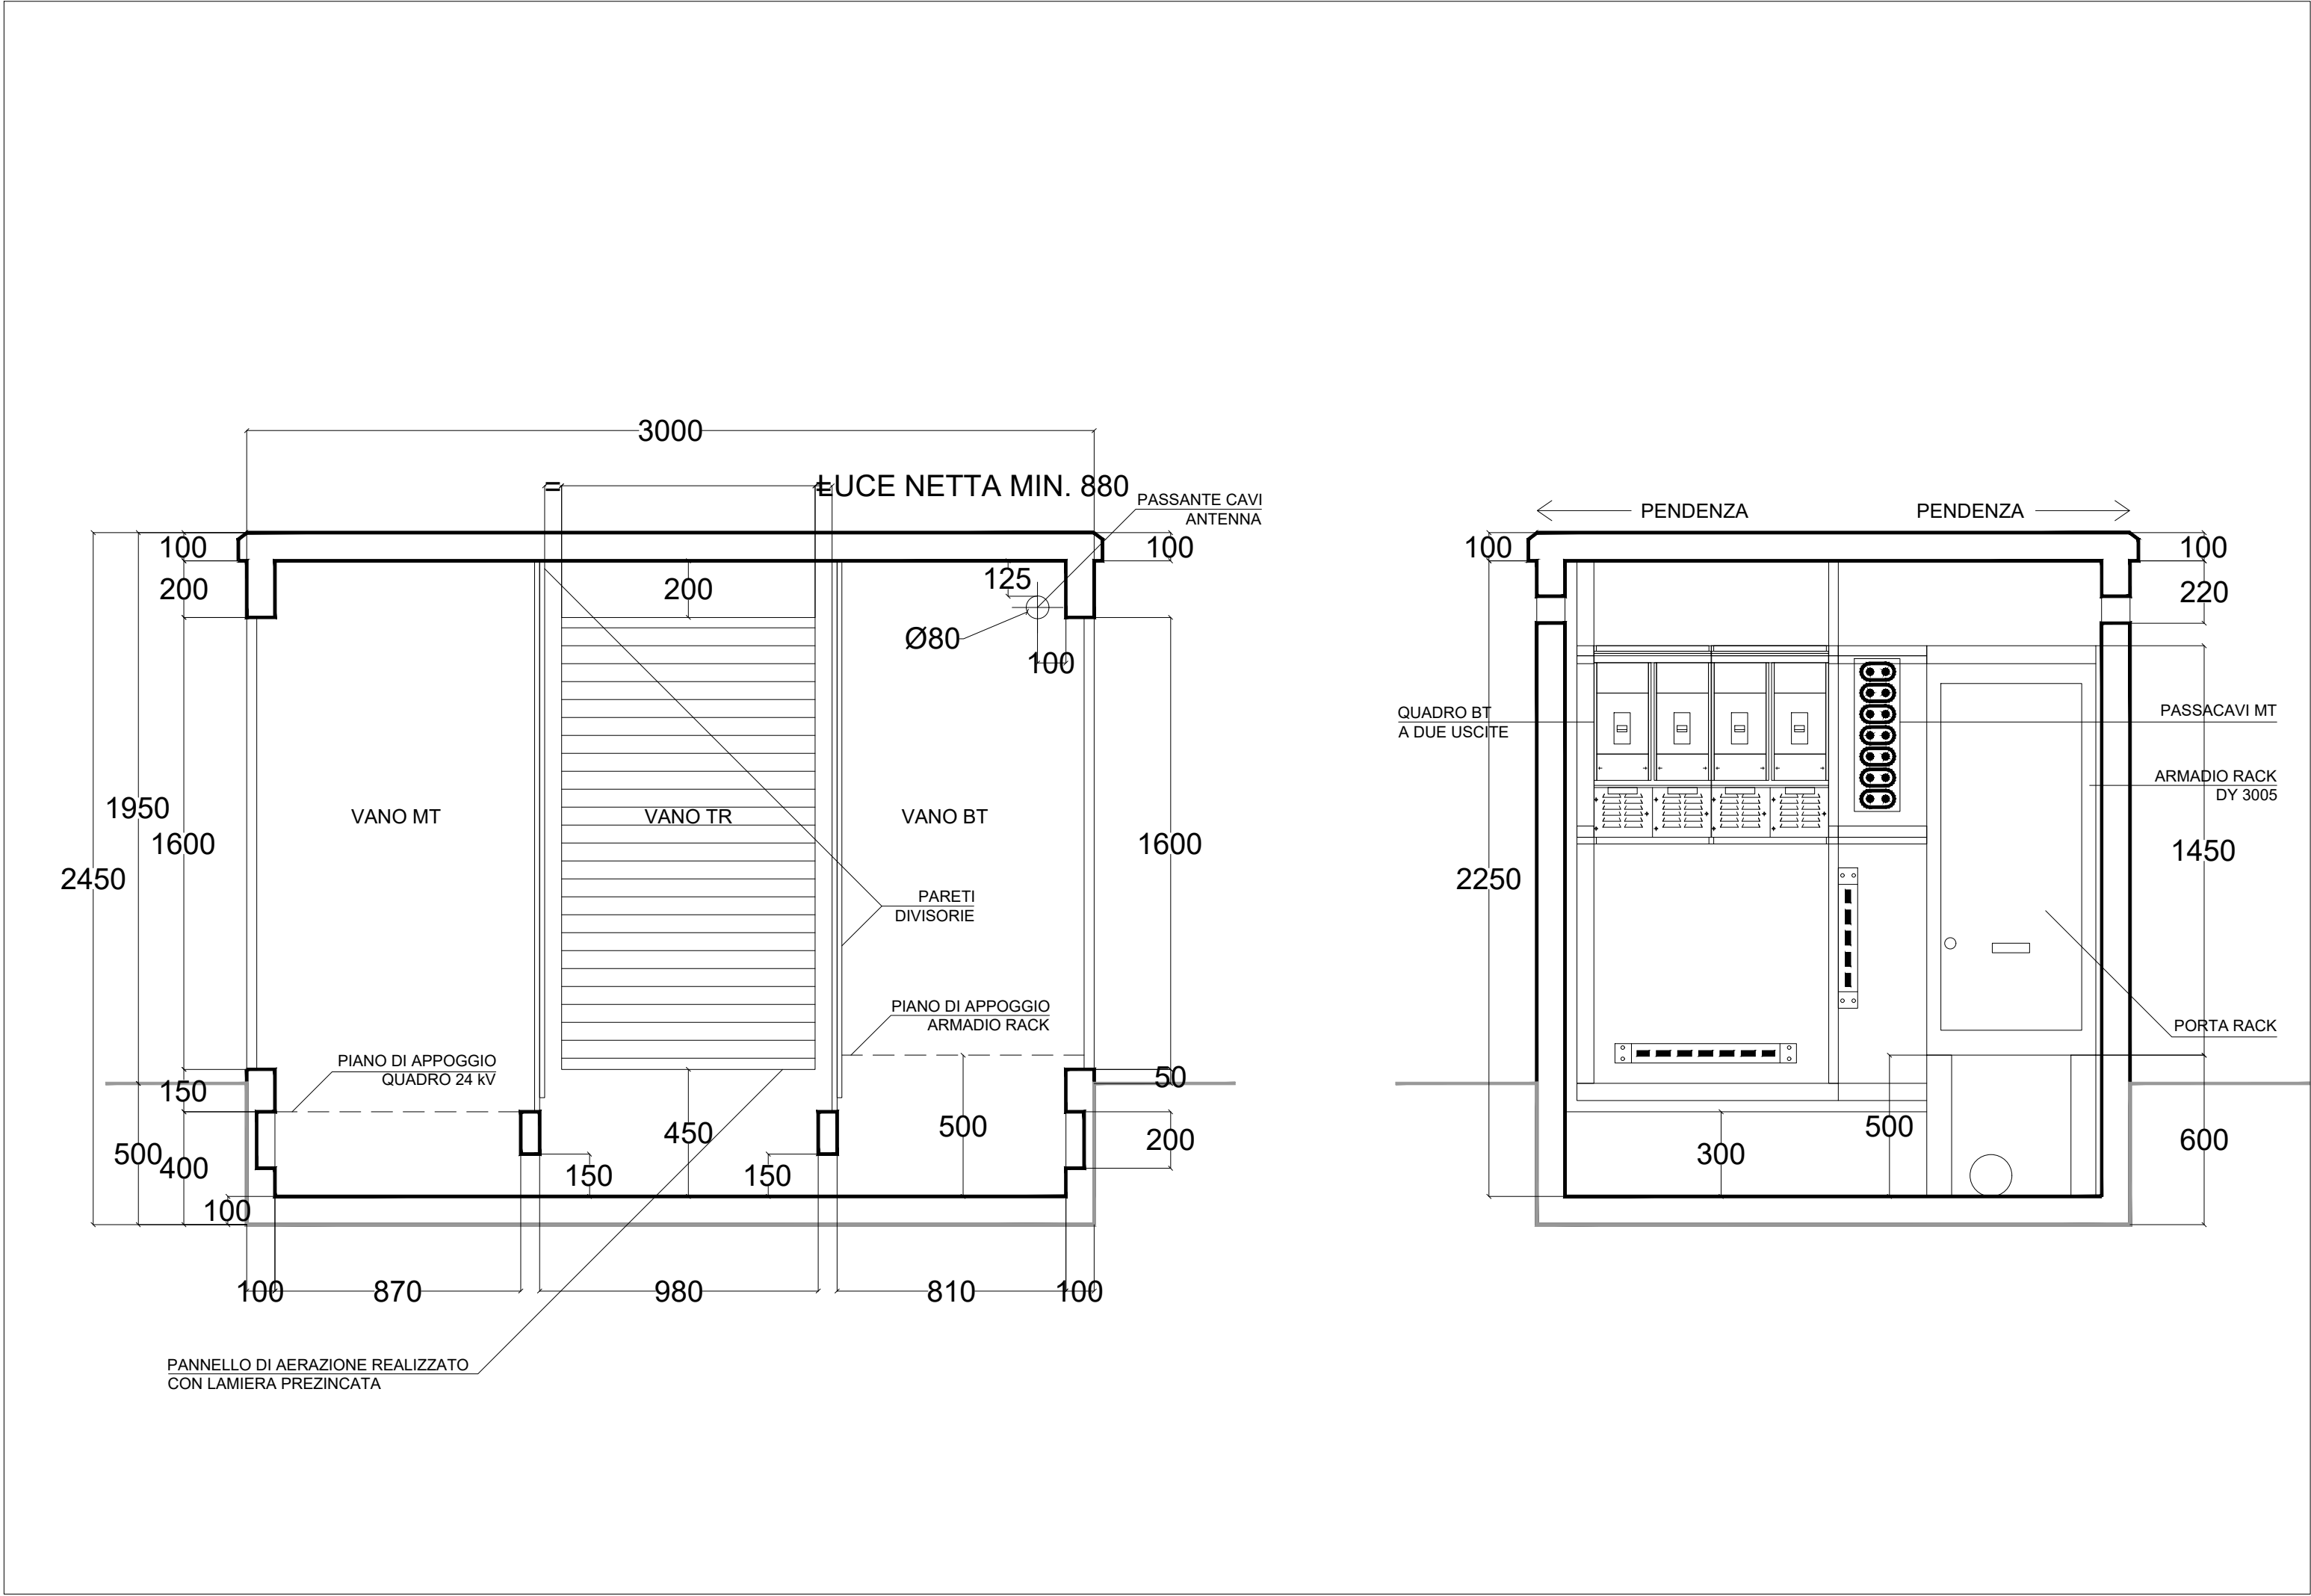 3000
LUCE NETTA MIN. 880
=
=
PASSANTE CAVI
ANTENNA
100
200
200
125
100
Ø80
100
1950
1600
2450
VANO MT
VANO TR
VANO BT
1600
PARETI
DIVISORIE
PIANO DI APPOGGIO
ARMADIO RACK
PIANO DI APPOGGIO
QUADRO 24 kV
150
50
450
500
200
500
400
150
150
100
100
870
980
810
100
PANNELLO DI AERAZIONE REALIZZATO
CON LAMIERA PREZINCATA
PENDENZA
PENDENZA
100
100
220
QUADRO BT
A DUE USCITE
PASSACAVI MT
ARMADIO RACK
DY 3005
2250
1450
PORTA RACK
300
500
600